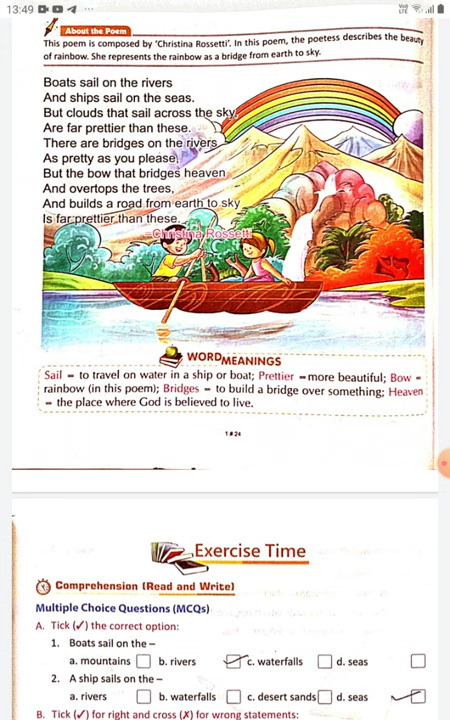 13:49
About the Poem
This poem is composed by 'Christina Rossetti'. In this poem, the poetess describes the beauty
of rainbow. She represents the rainbow as a bridge from earth to sky.
Boats sail on the rivers
And ships sail on the seas.
But clouds that sail across the sky
Are far prettier than these.
There are bridges on the rivers
As pretty as you please,
But the bow that bridges heaven
And overtops the trees,
And builds a road from earth to sky
Is far prettier than these.
-Christina Rossetti
WORD MEANINGS
Sail = to travel on water in a ship or boat; Prettier = more beautiful; Bow =
rainbow (in this poem); Bridges = to build a bridge over something; Heaven
= the place where God is believed to live.
24
Exercise Time
Comprehension (Read and Write)
Multiple Choice Questions (MCQs)
A. Tick (✓) the correct option:
1. Boats sail on the –
a. mountains b. rivers c. waterfalls d. seas
2. A ship sails on the –
a. rivers b. waterfalls c. desert sands d. seas
B. Tick (✓) for right and cross (✗) for wrong statements: